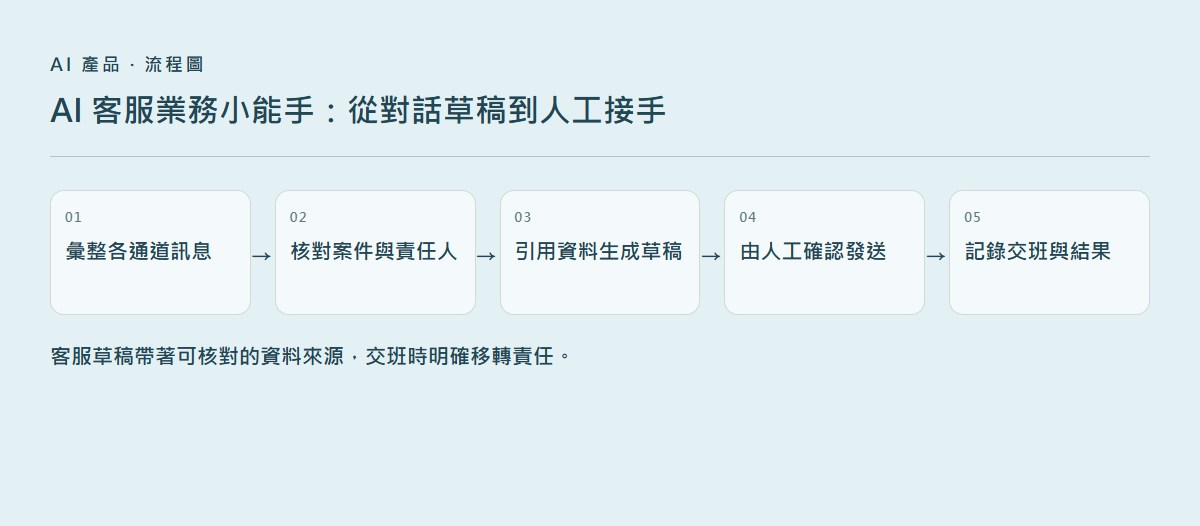 AI 產品 · 流程圖
AI 客服業務小能手：從對話草稿到人工接手
01
彙整各通道訊息
→
02
核對案件與責任人
→
03
引用資料生成草稿
→
04
由人工確認發送
→
05
記錄交班與結果
客服草稿帶著可核對的資料來源，交班時明確移轉責任。